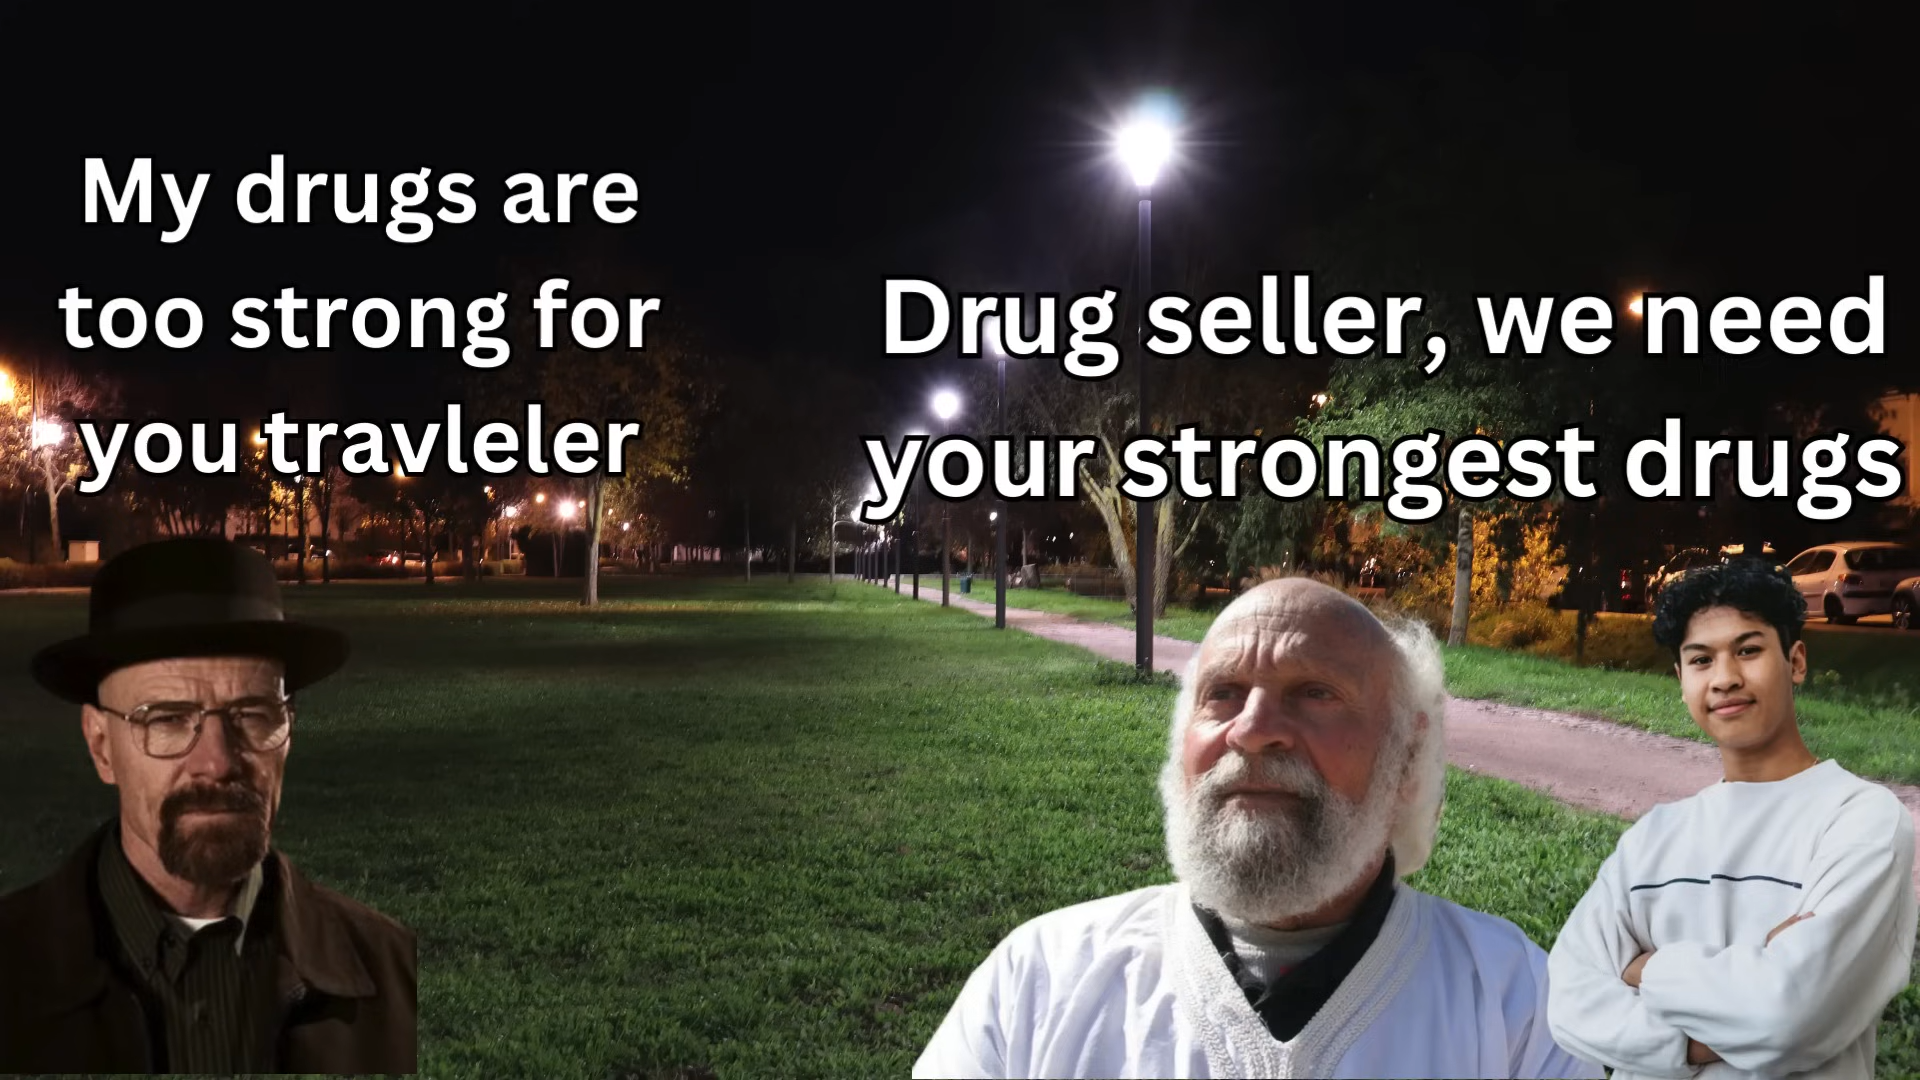 My drugs are
too strong for
you travleler
Drug seller, we need
your strongest drugs